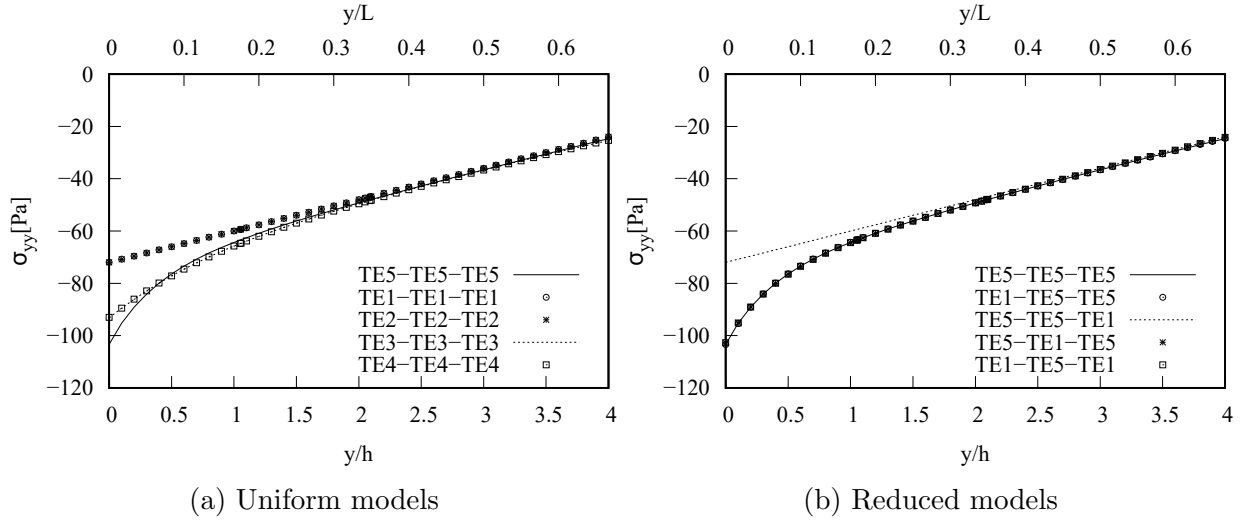 y/L
0 0.1 0.2 0.3 0.4 0.5 0.6
0
−20
−40
−60
−80
−100
−120
σyy[Pa]
TE5−TE5−TE5
TE1−TE1−TE1
TE2−TE2−TE2
TE3−TE3−TE3
TE4−TE4−TE4
0 0.5 1 1.5 2 2.5 3 3.5 4
y/h
(a) Uniform models
y/L
0 0.1 0.2 0.3 0.4 0.5 0.6
0
−20
−40
−60
−80
−100
−120
σyy[Pa]
TE5−TE5−TE5
TE1−TE5−TE5
TE5−TE5−TE1
TE5−TE1−TE5
TE1−TE5−TE1
0 0.5 1 1.5 2 2.5 3 3.5 4
y/h
(b) Reduced models